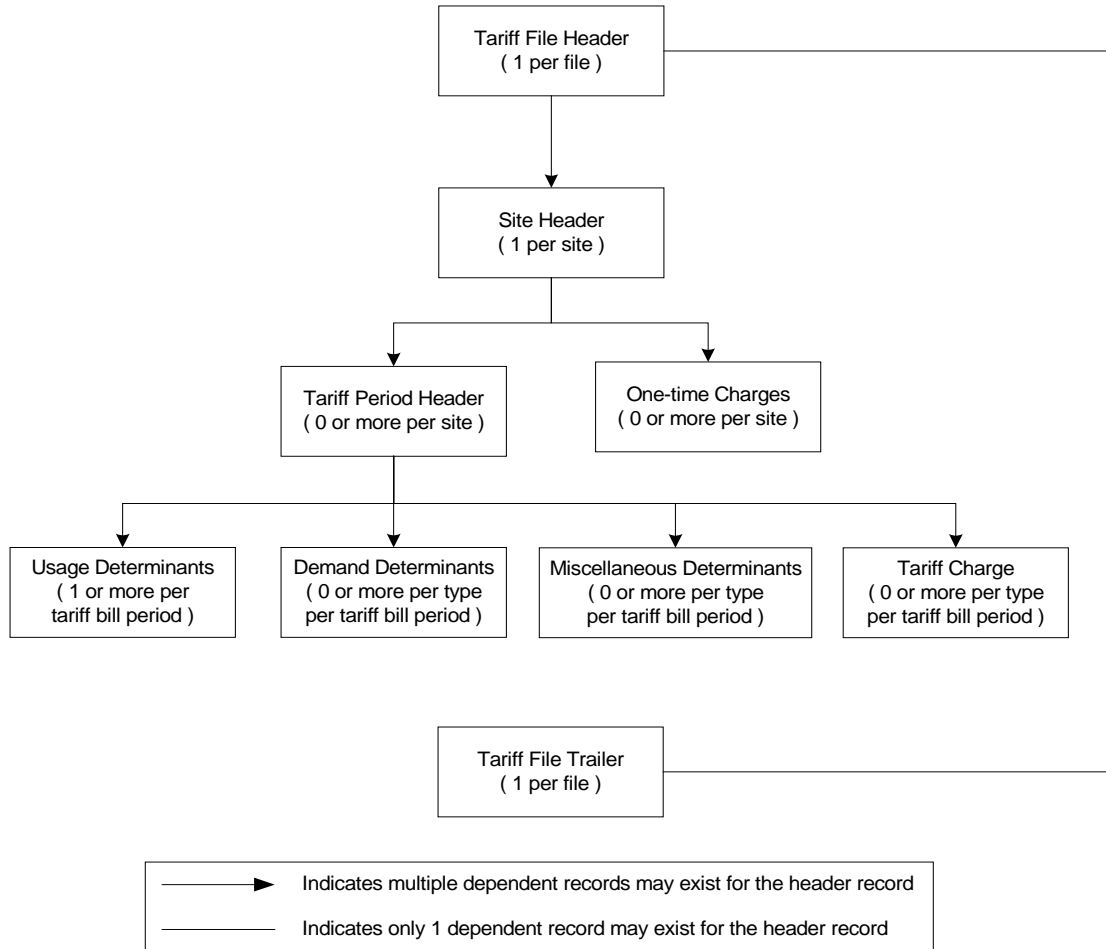 Tariff File Header
( 1 per file )
Site Header
( 1 per site )
Tariff Period Header
( 0 or more per site )
One-time Charges
( 0 or more per site )
Usage Determinants
( 1 or more per
tariff bill period )
Demand Determinants
( 0 or more per type
per tariff bill period )
Miscellaneous Determinants
( 0 or more per type
per tariff bill period )
Tariff Charge
( 0 or more per type
per tariff bill period )
Tariff File Trailer
( 1 per file )
Indicates multiple dependent records may exist for the header record
Indicates only 1 dependent record may exist for the header record